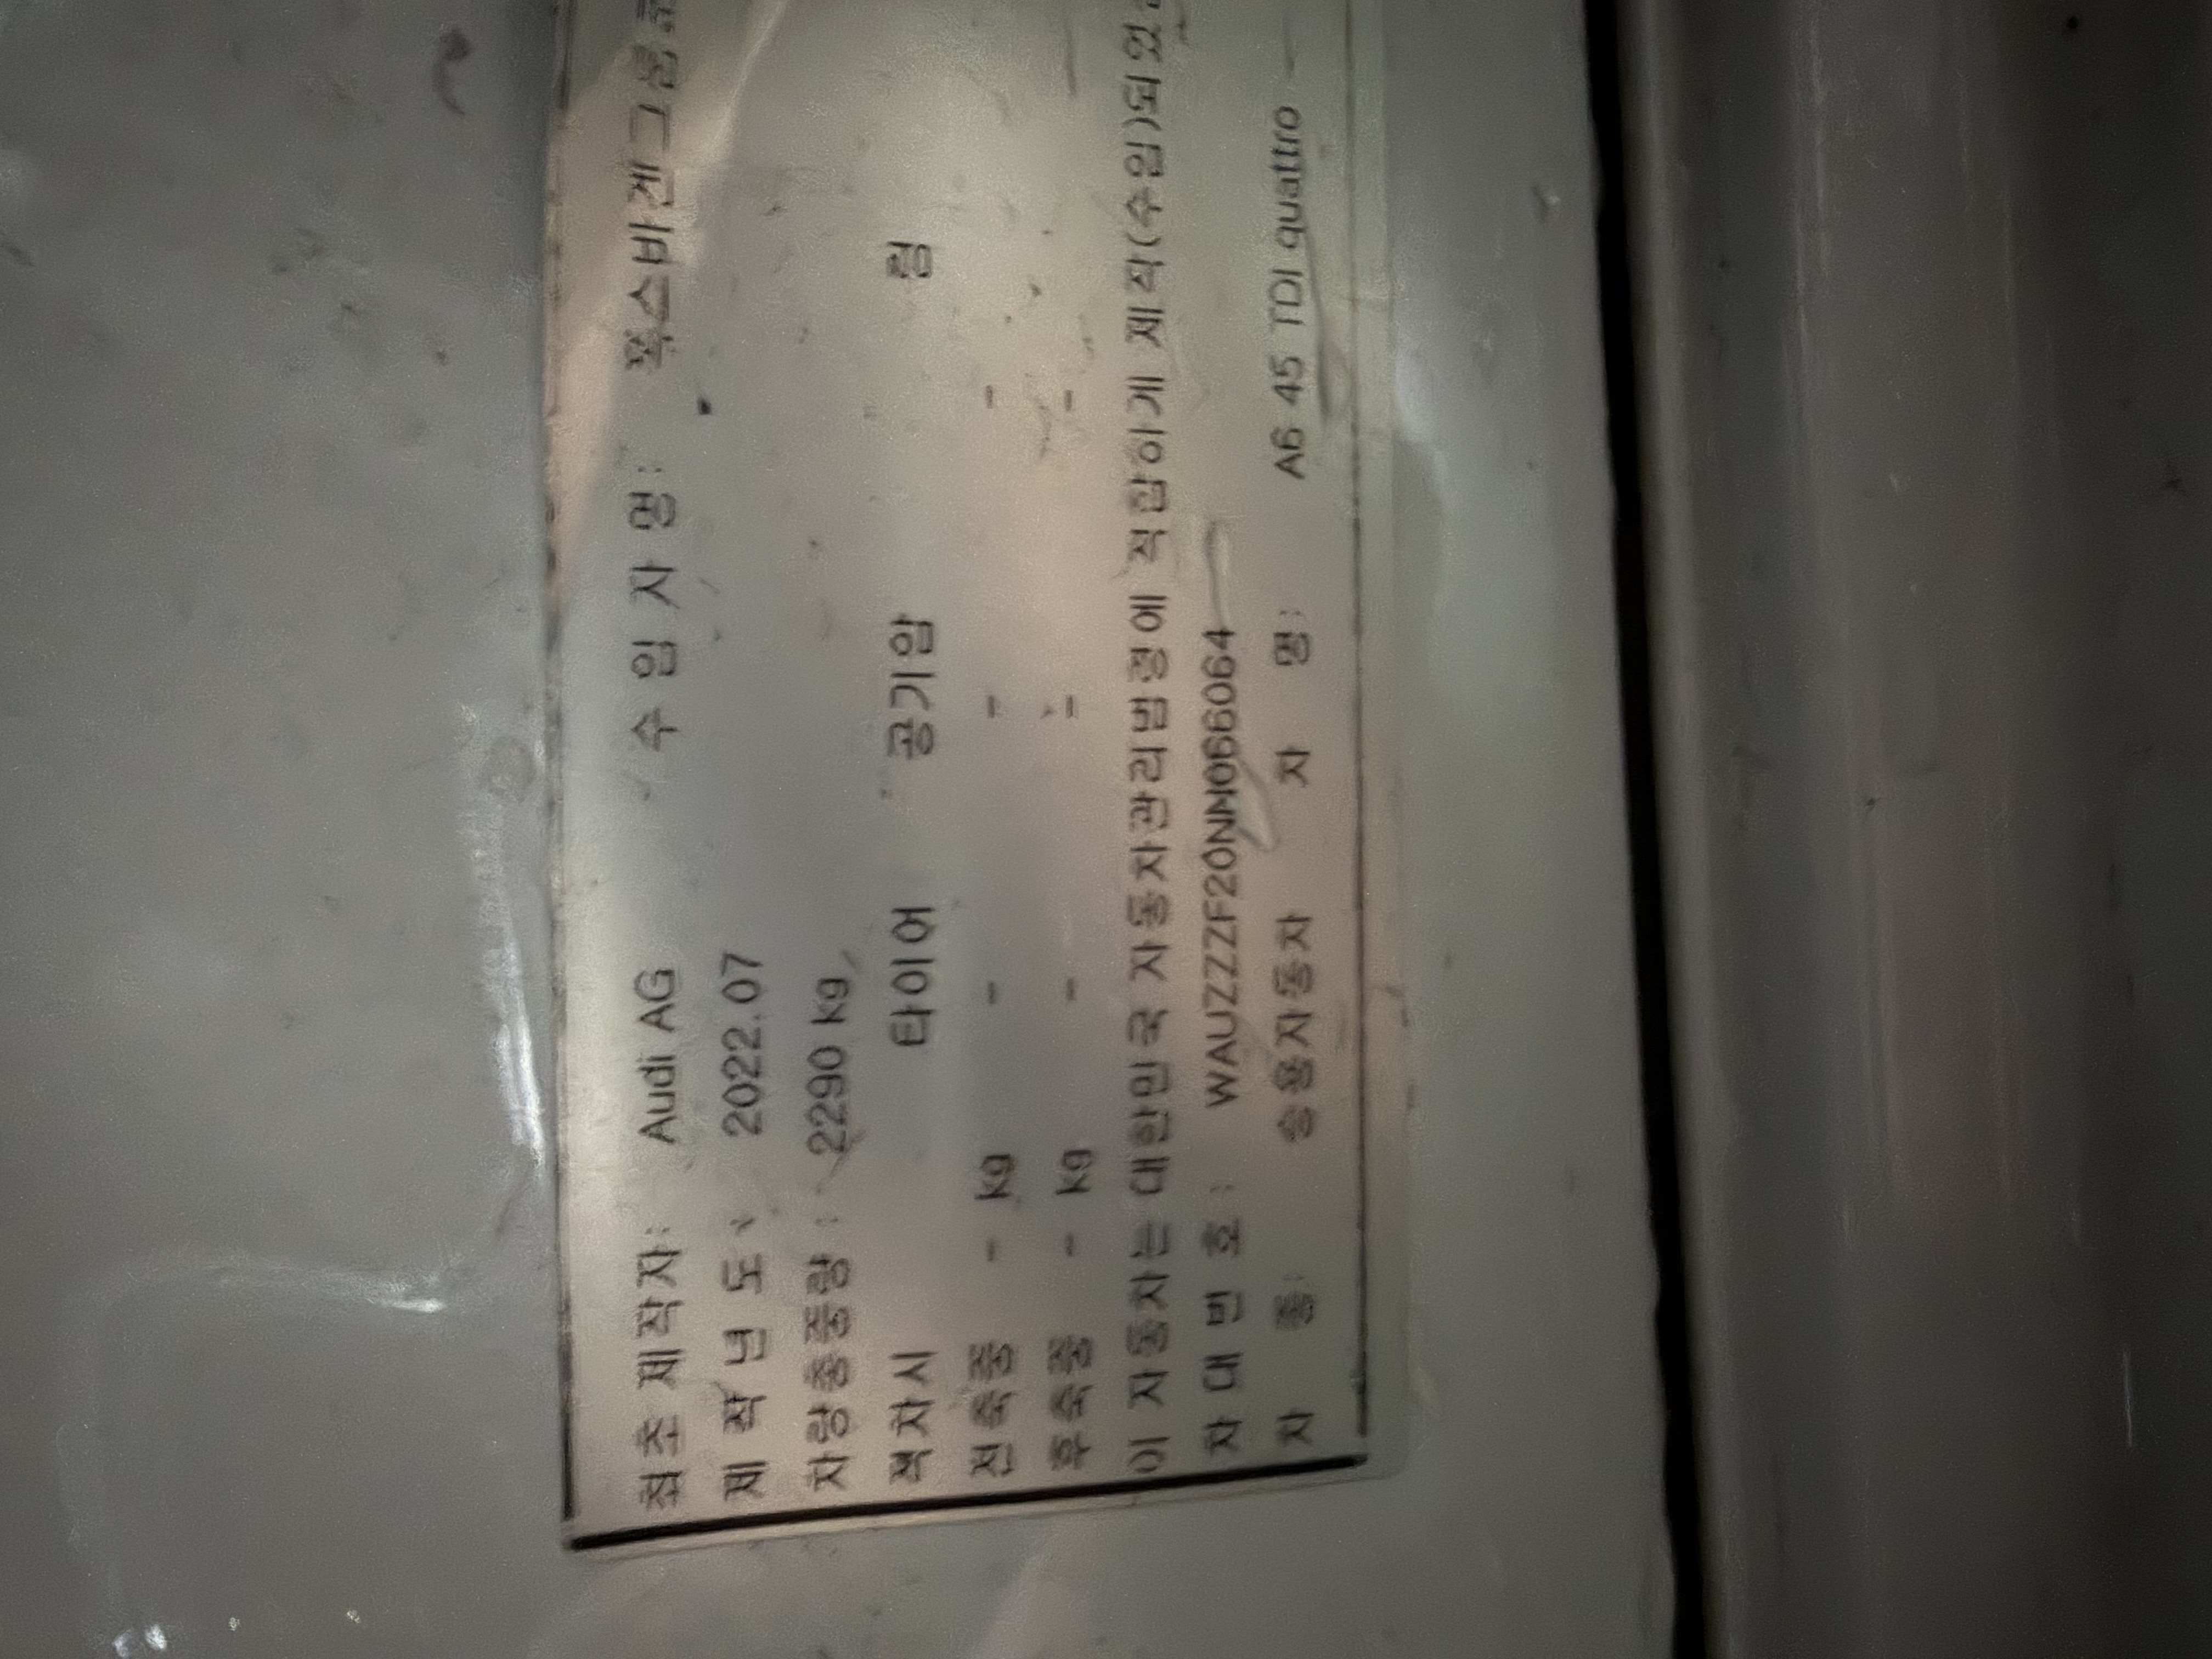 최초 제작자: Audi AG 수 입 자 명: 폭스바겐그룹
제 작 년 도: 2022.07
차량총중량: 2290 kg
적차시 타이어 공기압 림
전축중 - kg - - -
후축중 - kg - - -
이 자동차는 대한민국 자동차관리법령에 적합하게 제작(수입)되었
차 대 번 호: WAUZZZF20NN066064
차 종: 승용자동차 차 명: A6 45 TDI quattro